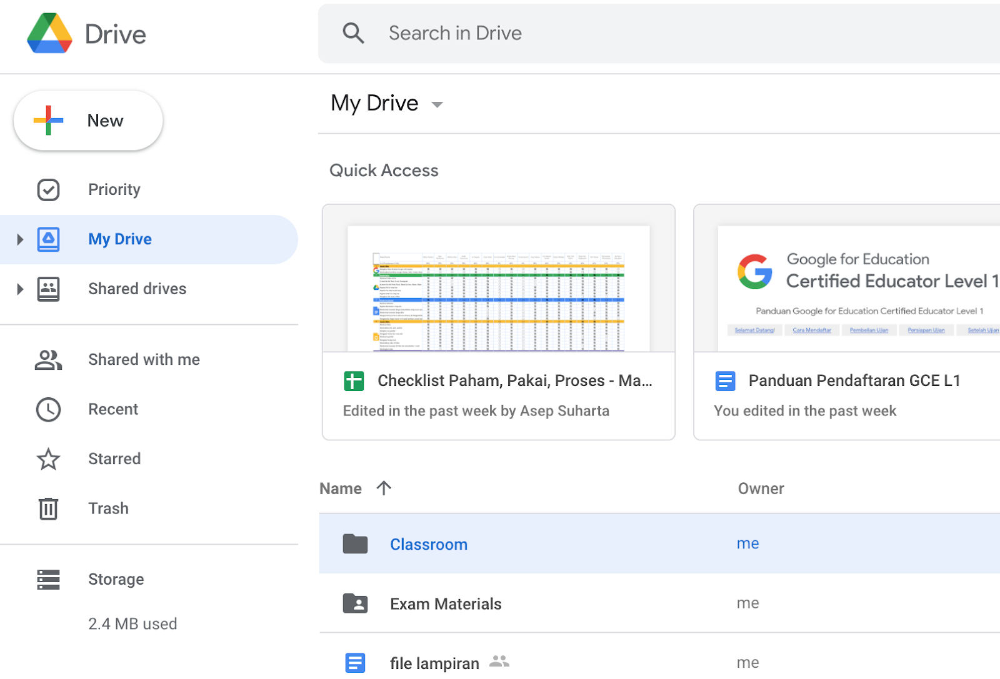 Drive
Search in Drive
My Drive
New
Priority
My Drive
Shared drives
Shared with me
Recent
Starred
Trash
Storage
2.4 MB used
Quick Access
Google for Education
Certified Educator Level 1
Panduan Google for Education Certified Educator Level 1
Selamat Datang!
Cara Mendaftar
Pembelian Ujian
Persiapan Ujian
Setelah Ujian
Checklist Paham, Pakai, Proses - Ma...
Edited in the past week by Asep Suharta
Panduan Pendaftaran GCE L1
You edited in the past week
Name Owner
Classroom me
Exam Materials me
file lampiran me